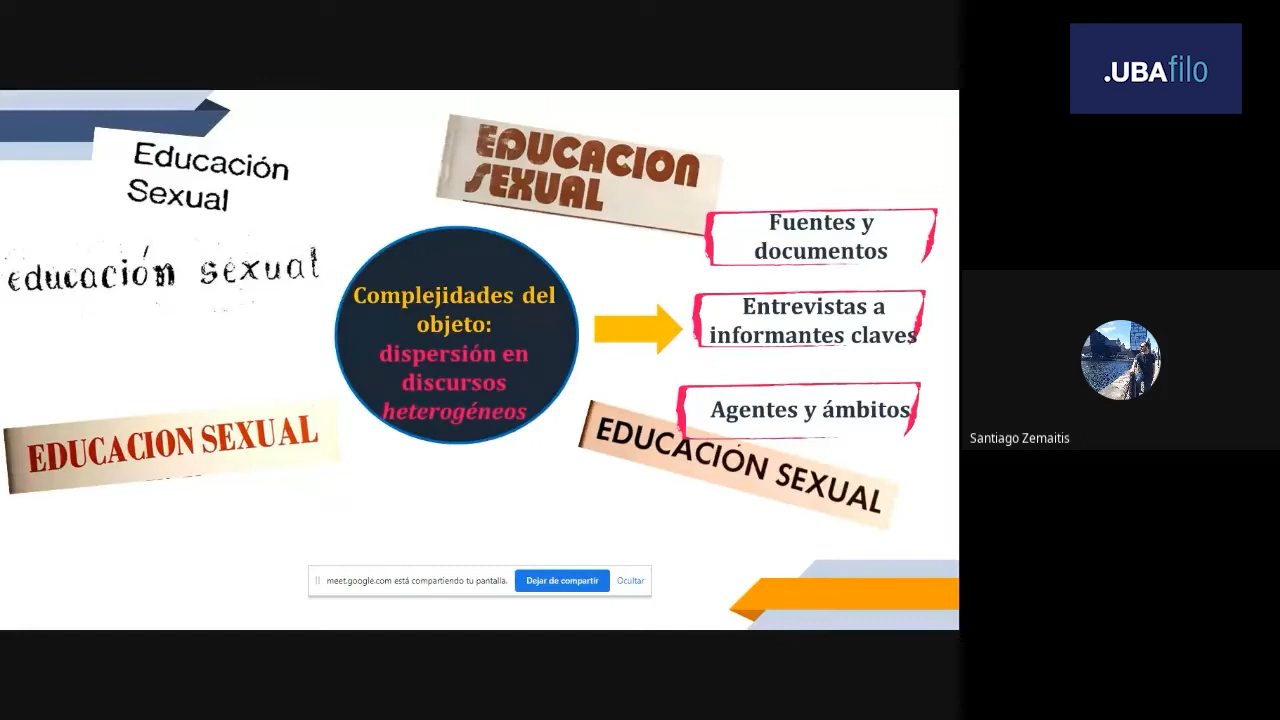 .UBAfilo
Educación
Sexual
EDUCACION
SEXUAL
educación sexual
Fuentes y
documentos
Complejidades del
objeto:
dispersión en
discursos
heterogéneos
Entrevistas a
informantes claves
Agentes y ámbitos
EDUCACION SEXUAL
EDUCACIÓN SEXUAL
Santiago Zemaitis
meet.google.com está compartiendo tu pantalla.
Dejar de compartir
Ocultar